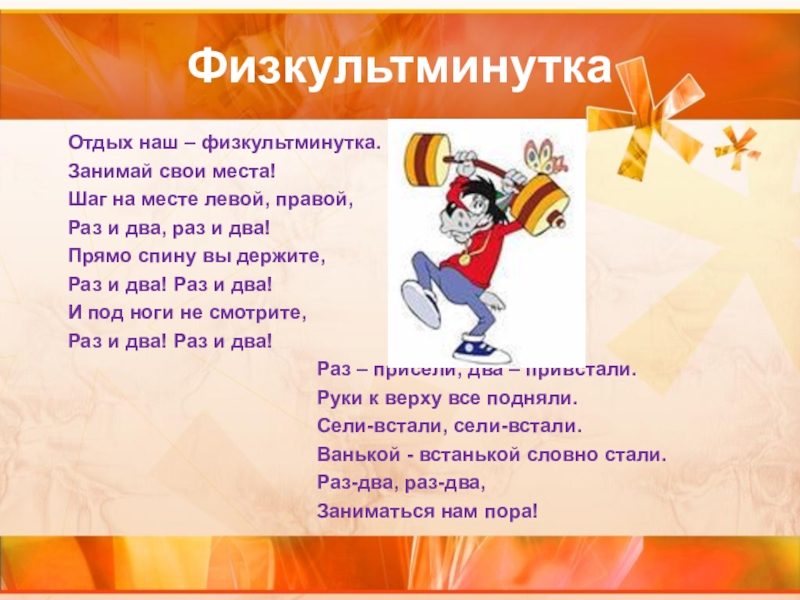 Физкультминутка
Отдых наш – физкультминутка.
Занимай свои места!
Шаг на месте левой, правой,
Раз и два, раз и два!
Прямо спину вы держите,
Раз и два! Раз и два!
И под ноги не смотрите,
Раз и два! Раз и два!
Раз – присели, два – привстали.
Руки к верху все подняли.
Сели-встали, сели-встали.
Ванькой - встанькой словно стали.
Раз-два, раз-два,
Заниматься нам пора!